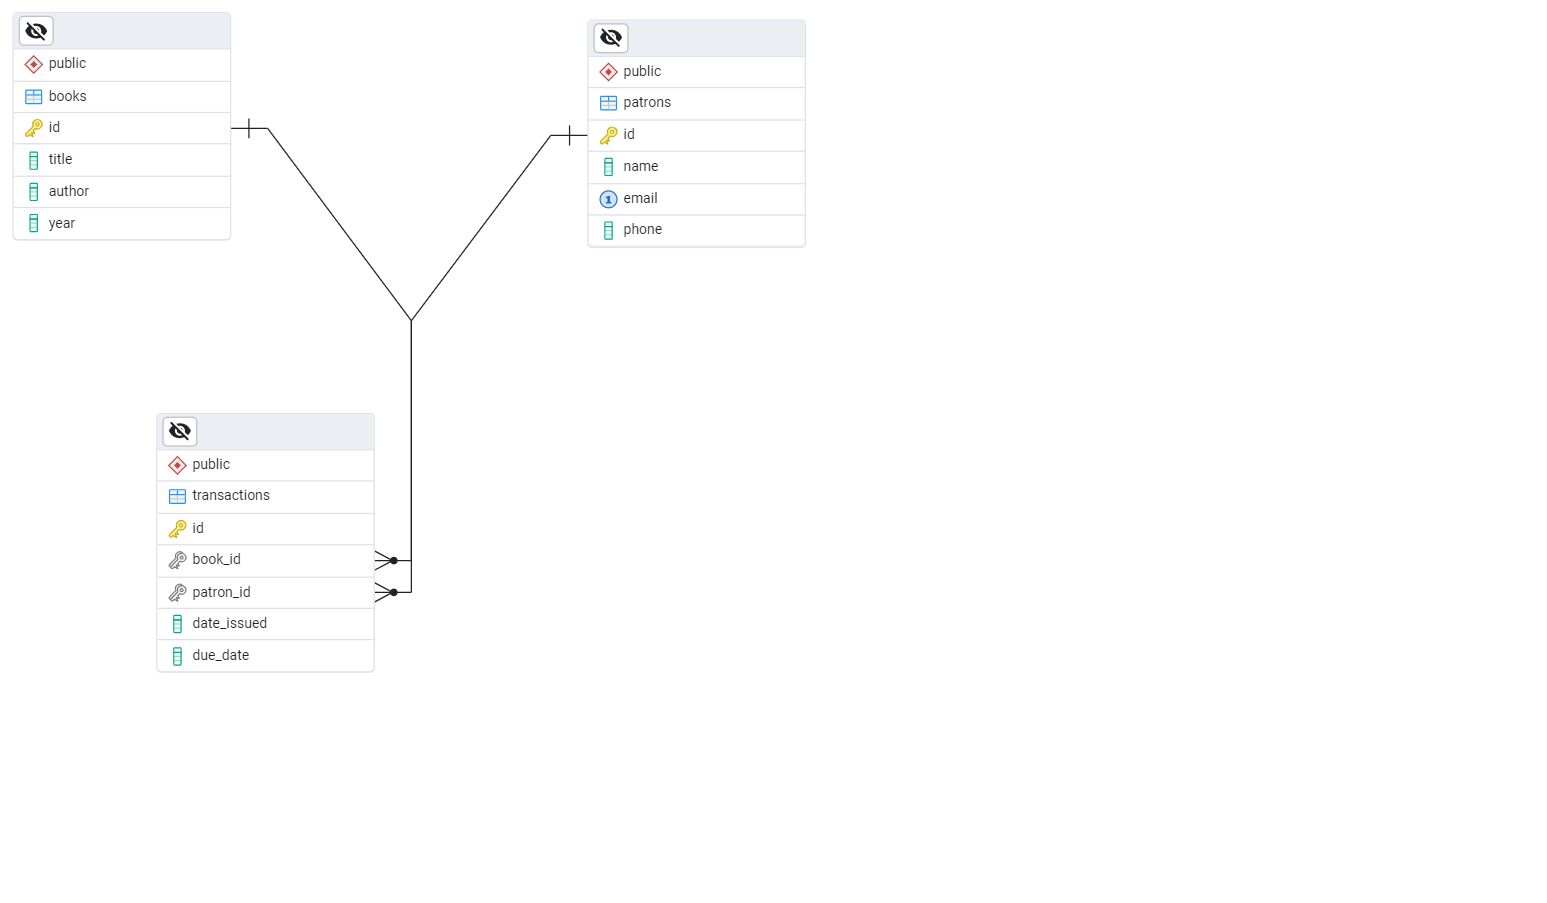 public
books
id
title
author
year
public
patrons
id
name
1
email
phone
public
transactions
id
book_id
patron_id
date_issued
due_date